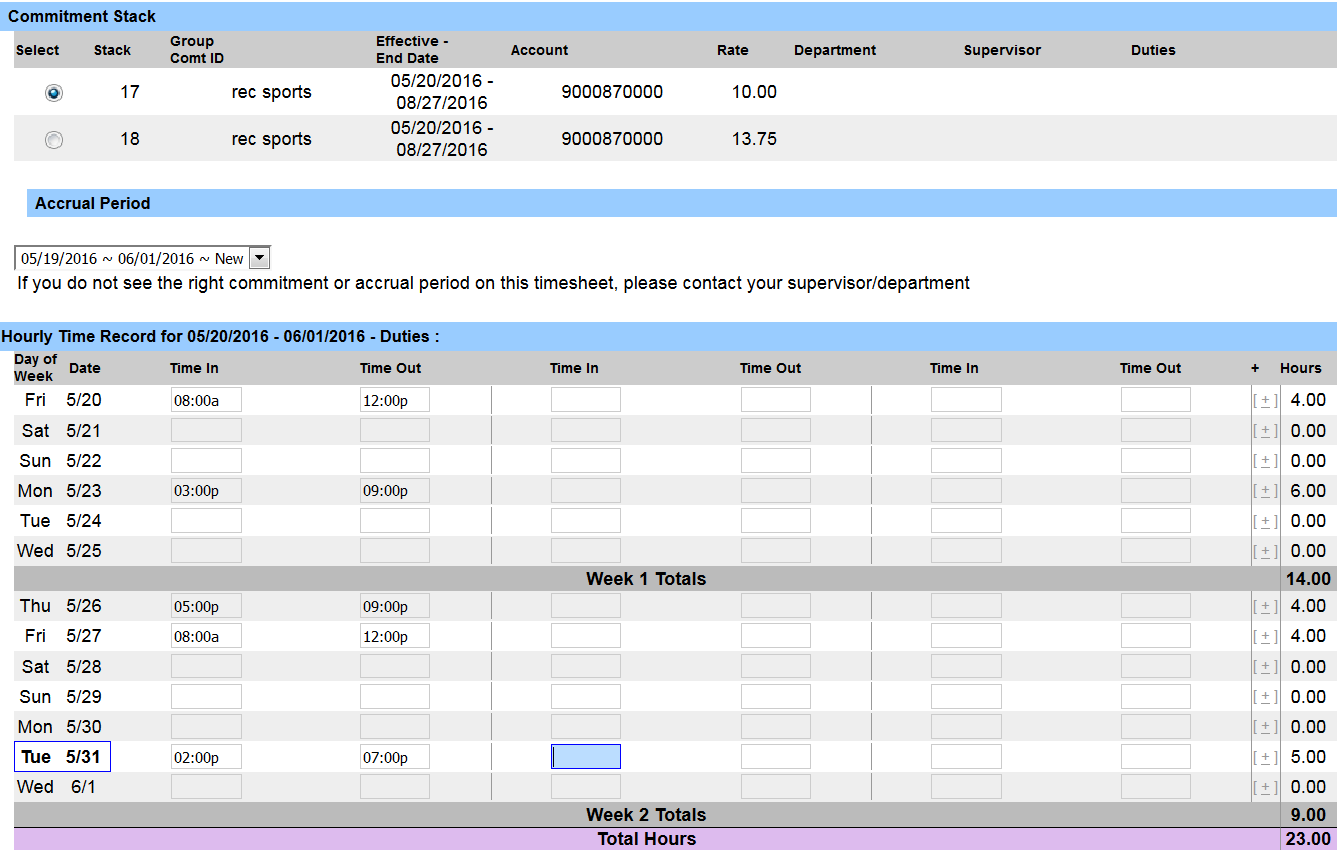 Commitment Stack
Select Stack Group Comt ID Effective - End Date Account Rate Department Supervisor Duties
17 rec sports 05/20/2016 - 08/27/2016 9000870000 10.00
18 rec sports 05/20/2016 - 08/27/2016 9000870000 13.75
Accrual Period
05/19/2016 ~ 06/01/2016 ~ New
If you do not see the right commitment or accrual period on this timesheet, please contact your supervisor/department
Hourly Time Record for 05/20/2016 - 06/01/2016 - Duties :
Day of Week Date Time In Time Out Time In Time Out Time In Time Out + Hours
Fri 5/20 08:00a 12:00p [+] 4.00
Sat 5/21 [+] 0.00
Sun 5/22 [+] 0.00
Mon 5/23 03:00p 09:00p [+] 6.00
Tue 5/24 [+] 0.00
Wed 5/25 [+] 0.00
Week 1 Totals 14.00
Thu 5/26 05:00p 09:00p [+] 4.00
Fri 5/27 08:00a 12:00p [+] 4.00
Sat 5/28 [+] 0.00
Sun 5/29 [+] 0.00
Mon 5/30 [+] 0.00
Tue 5/31 02:00p 07:00p [+] 5.00
Wed 6/1 [+] 0.00
Week 2 Totals 9.00
Total Hours 23.00